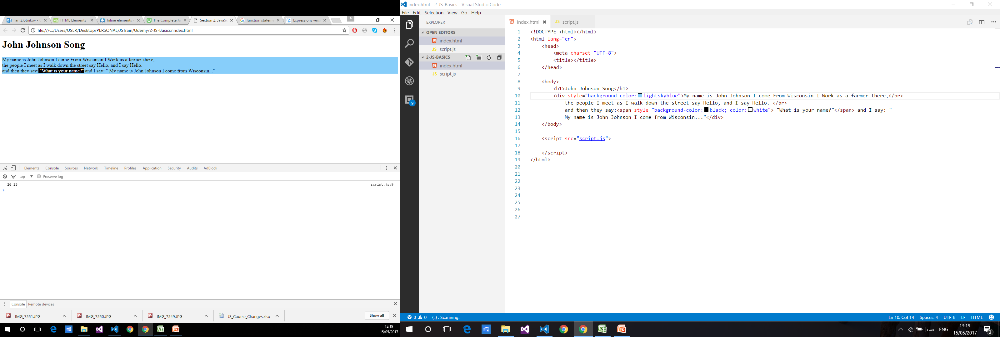 Ilan Zlotnikov - C
HTML Elements
Inline elements -
The Complete Ja
Section 2: JavaSc
function stateme
Expressions vers
file:///C:/Users/USER/Desktop/PERSONAL/JSTrain/Udemy/2-JS-Basics/index.html
John Johnson Song
My name is John Johnson I come From Wisconsin I Work as a farmer there,
the people I meet as I walk down the street say Hello, and I say Hello.
and then they say: "What is your name?" and I say: " My name is John Johnson I come from Wisconsin..."
Elements Console Sources Network Timeline Profiles Application Security Audits AdBlock
top Preserve log
26 25 script.js:9
Console Remote devices
IMG_7551.JPG IMG_7550.JPG IMG_7549.JPG JS_Course_Changes.xlsx Show all
13:19
15/05/2017
index.html - 2-JS-Basics - Visual Studio Code
File Edit Selection View Go Help
EXPLORER
OPEN EDITORS
index.html
script.js
2-JS-BASICS
index.html
script.js
9
index.html script.js
1 <!DOCTYPE <html></html>
2 <html lang="en">
3 <head>
4 <meta charset="UTF-8">
5 <title></title>
6 </head>
7
8 <body>
9 <h1>John Johnson Song</h1>
10 <div style="background-color:lightskyblue">My name is John Johnson I come From Wisconsin I Work as a farmer there,</br>
11 the people I meet as I walk down the street say Hello, and I say Hello. </br>
12 and then they say:<span style="background-color:black; color:white"> "What is your name?"</span> and I say: "
13 My name is John Johnson I come from Wisconsin..."</div>
14 </body>
15
16 <script src="script.js">
17
18 </script>
19 </html>
20
21
22
23
24
25
26
27
0 0 {..} : Scanning..
Ln 10, Col 14 Spaces: 4 UTF-8 LF HTML
ENG
13:19
15/05/2017
2